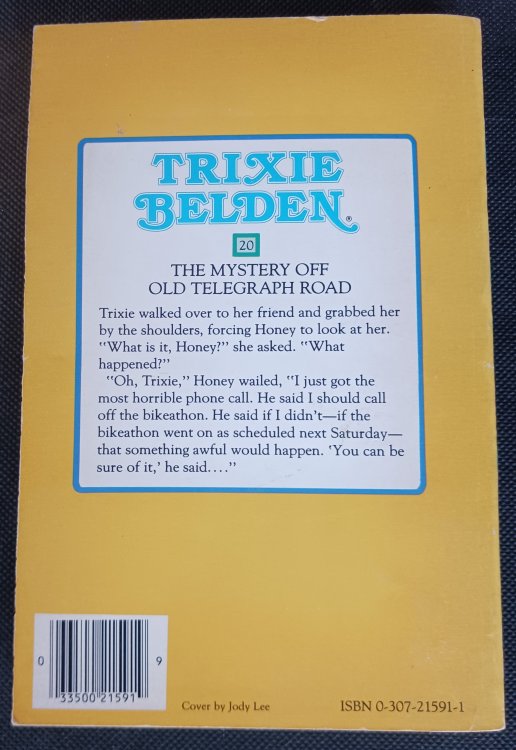 TRIXIE
BELDEN®
20
THE MYSTERY OFF
OLD TELEGRAPH ROAD
Trixie walked over to her friend and grabbed her
by the shoulders, forcing Honey to look at her.
"What is it, Honey?" she asked. "What
happened?"
"Oh, Trixie," Honey wailed, "I just got the
most horrible phone call. He said I should call
off the bikeathon. He said if I didn't—if the
bikeathon went on as scheduled next Saturday—
that something awful would happen. 'You can be
sure of it,' he said...."
0 9
33500 21591
Cover by Jody Lee
ISBN 0-307-21591-1